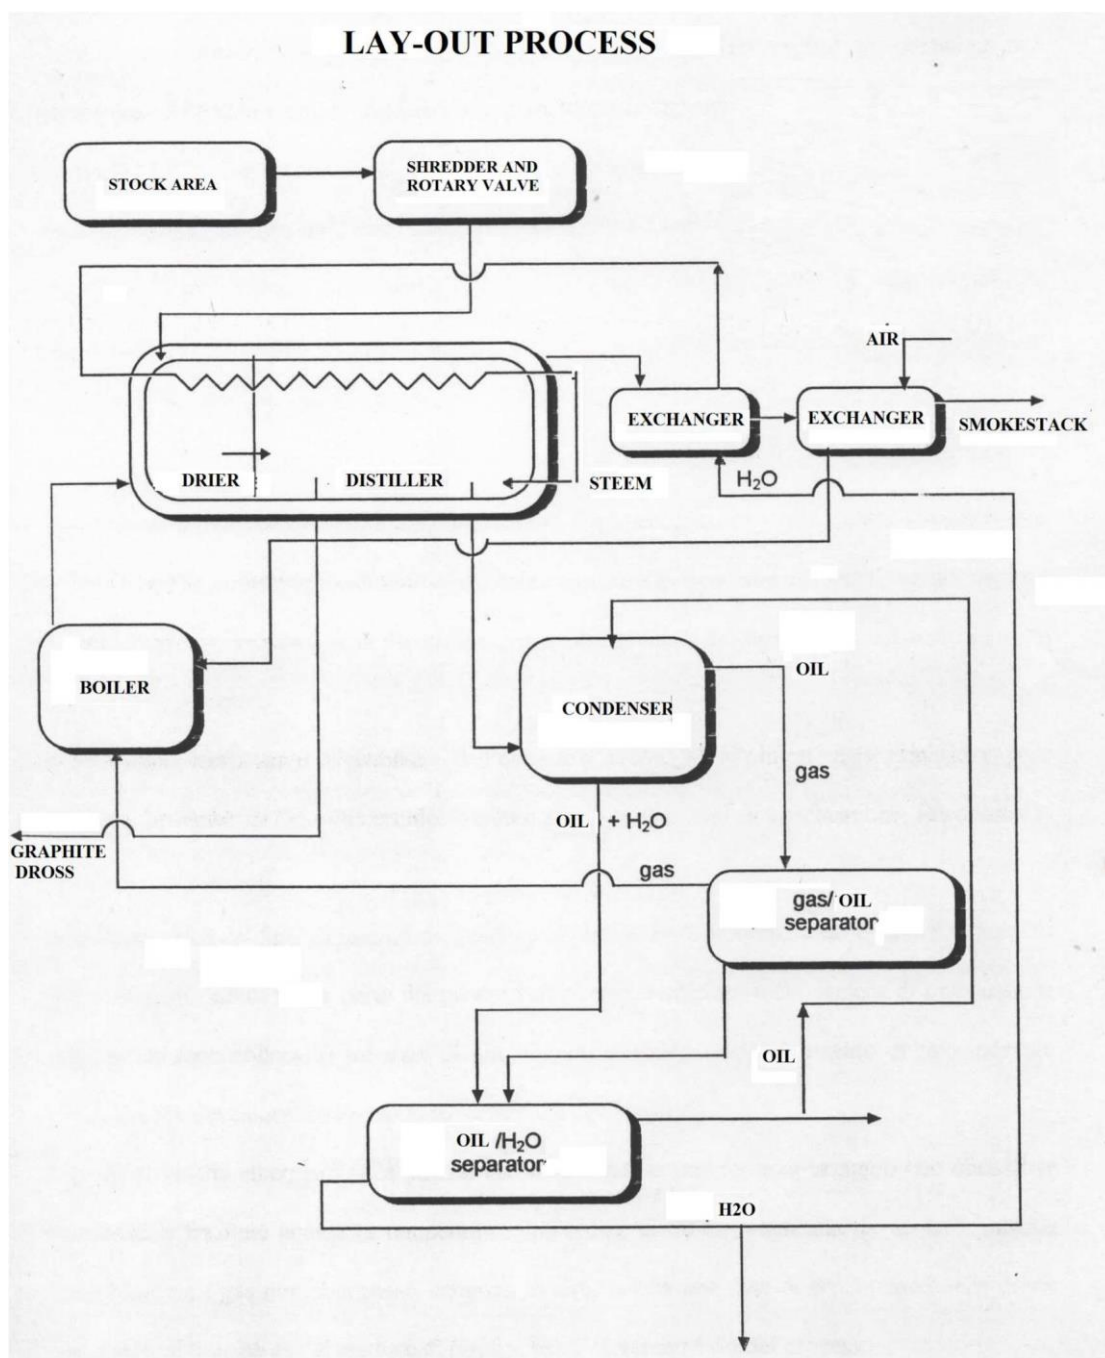 LAY-OUT PROCESS
STOCK AREA
SHREDDER AND
ROTARY VALVE
AIR
EXCHANGER
EXCHANGER
SMOKESTACK
DRIER
DISTILLER
STEEM
H₂O
BOILER
CONDENSER
OIL
gas
OIL + H₂O
GRAPHITE
DROSS
gas
gas/ OIL
separator
OIL
OIL /H₂O
separator
H2O